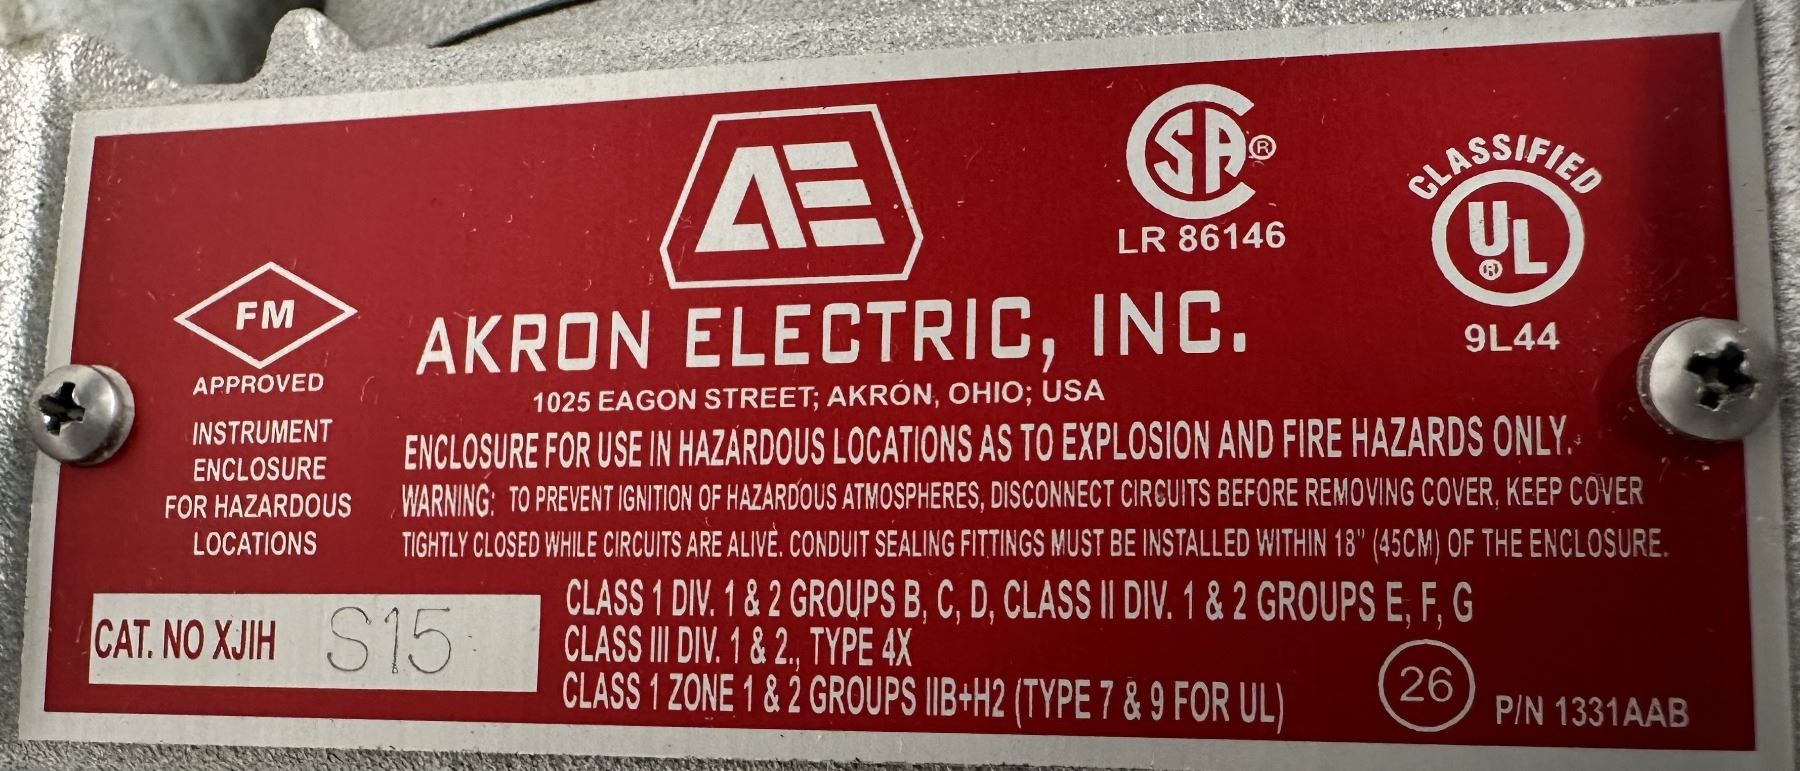 AE
SA®
LR 86146
CLASSIFIED
UL®
9L44
FM
APPROVED
INSTRUMENT
ENCLOSURE
FOR HAZARDOUS
LOCATIONS
AKRON ELECTRIC, INC.
1025 EAGON STREET; AKRON, OHIO; USA
ENCLOSURE FOR USE IN HAZARDOUS LOCATIONS AS TO EXPLOSION AND FIRE HAZARDS ONLY.
WARNING: TO PREVENT IGNITION OF HAZARDOUS ATMOSPHERES, DISCONNECT CIRCUITS BEFORE REMOVING COVER, KEEP COVER
TIGHTLY CLOSED WHILE CIRCUITS ARE ALIVE. CONDUIT SEALING FITTINGS MUST BE INSTALLED WITHIN 18" (45CM) OF THE ENCLOSURE.
CAT. NO XJIH S15
CLASS 1 DIV. 1 & 2 GROUPS B, C, D, CLASS II DIV. 1 & 2 GROUPS E, F, G
CLASS III DIV. 1 & 2., TYPE 4X
CLASS 1 ZONE 1 & 2 GROUPS IIB+H2 (TYPE 7 & 9 FOR UL)
26
P/N 1331AAB